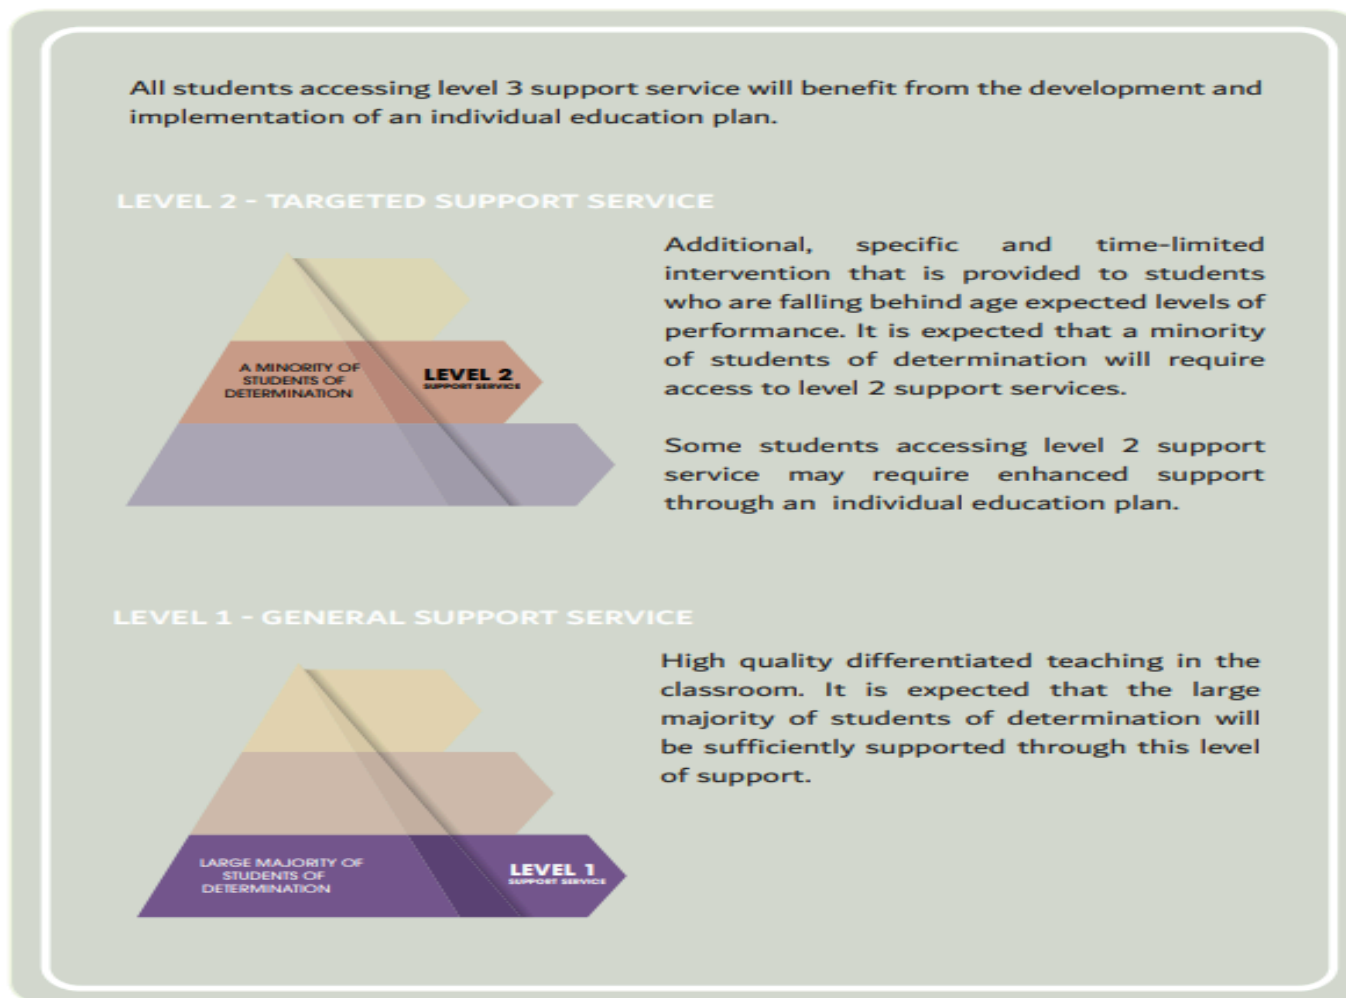 All students accessing level 3 support service will benefit from the development and
implementation of an individual education plan.
LEVEL 2 - TARGETED SUPPORT SERVICE
A MINORITY OF
STUDENTS OF
DETERMINATION
LEVEL 2
SUPPORT SERVICE
Additional, specific and time-limited
intervention that is provided to students
who are falling behind age expected levels of
performance. It is expected that a minority
of students of determination will require
access to level 2 support services.
Some students accessing level 2 support
service may require enhanced support
through an individual education plan.
LEVEL 1 - GENERAL SUPPORT SERVICE
LARGE MAJORITY OF
STUDENTS OF
DETERMINATION
LEVEL 1
SUPPORT SERVICE
High quality differentiated teaching in the
classroom. It is expected that the large
majority of students of determination will
be sufficiently supported through this level
of support.